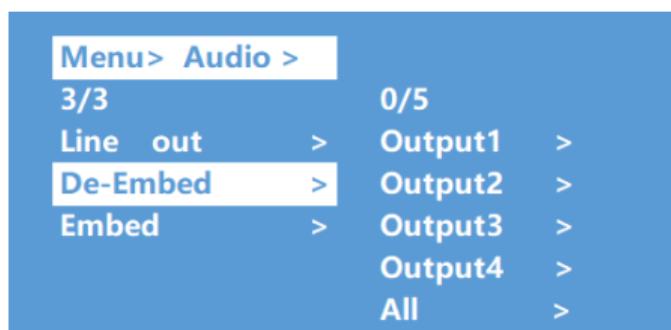 Menu> Audio >
3/3 0/5
Line out > Output1 >
De-Embed > Output2 >
Embed > Output3 >
Output4 >
All >